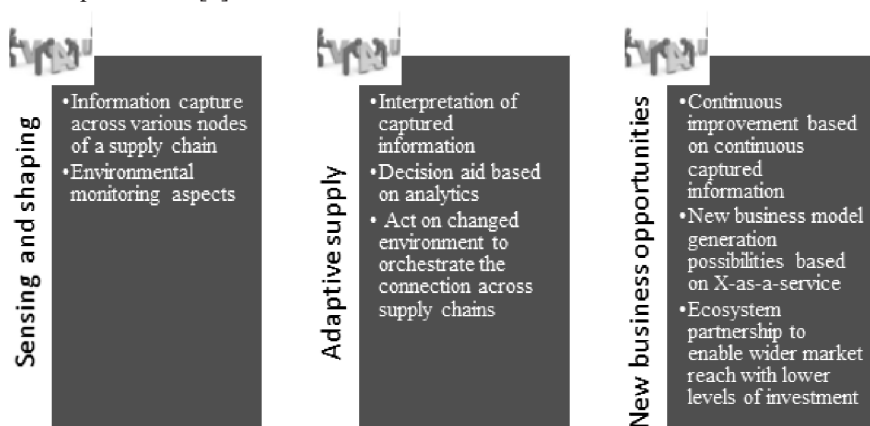 Sensing and shaping
•Information capture
across various nodes
of a supply chain
•Environmental
monitoring aspects
Adaptive supply
•Interpretation of
captured
information
•Decision aid based
on analytics
• Act on changed
environment to
orchestrate the
connection across
supply chains
New business opportunities
•Continuous
improvement based
on continuous
captured
information
•New business model
generation
possibilities based
on X-as-a-service
•Ecosystem
partnership to
enable wider market
reach with lower
levels of investment